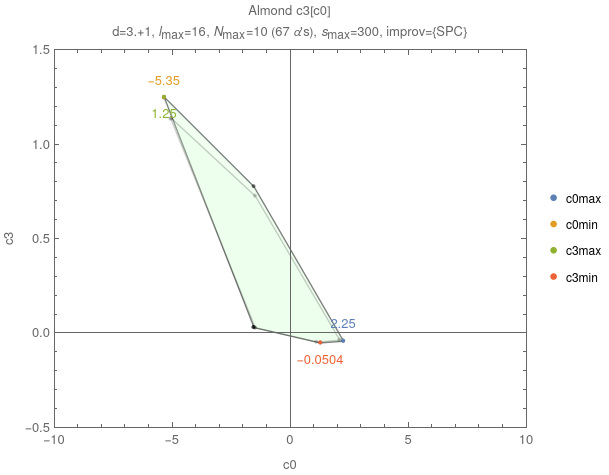 Almond c3[c0]
d=3.+1, lmax=16, Nmax=10 (67 α's), smax=300, improv={SPC}
1.5
−5.35
1.25
1.0
c0max
c0min
c3
0.5
c3max
c3min
2.25
0.0
−0.0504
−0.5
−10
−5
0
5
10
c0